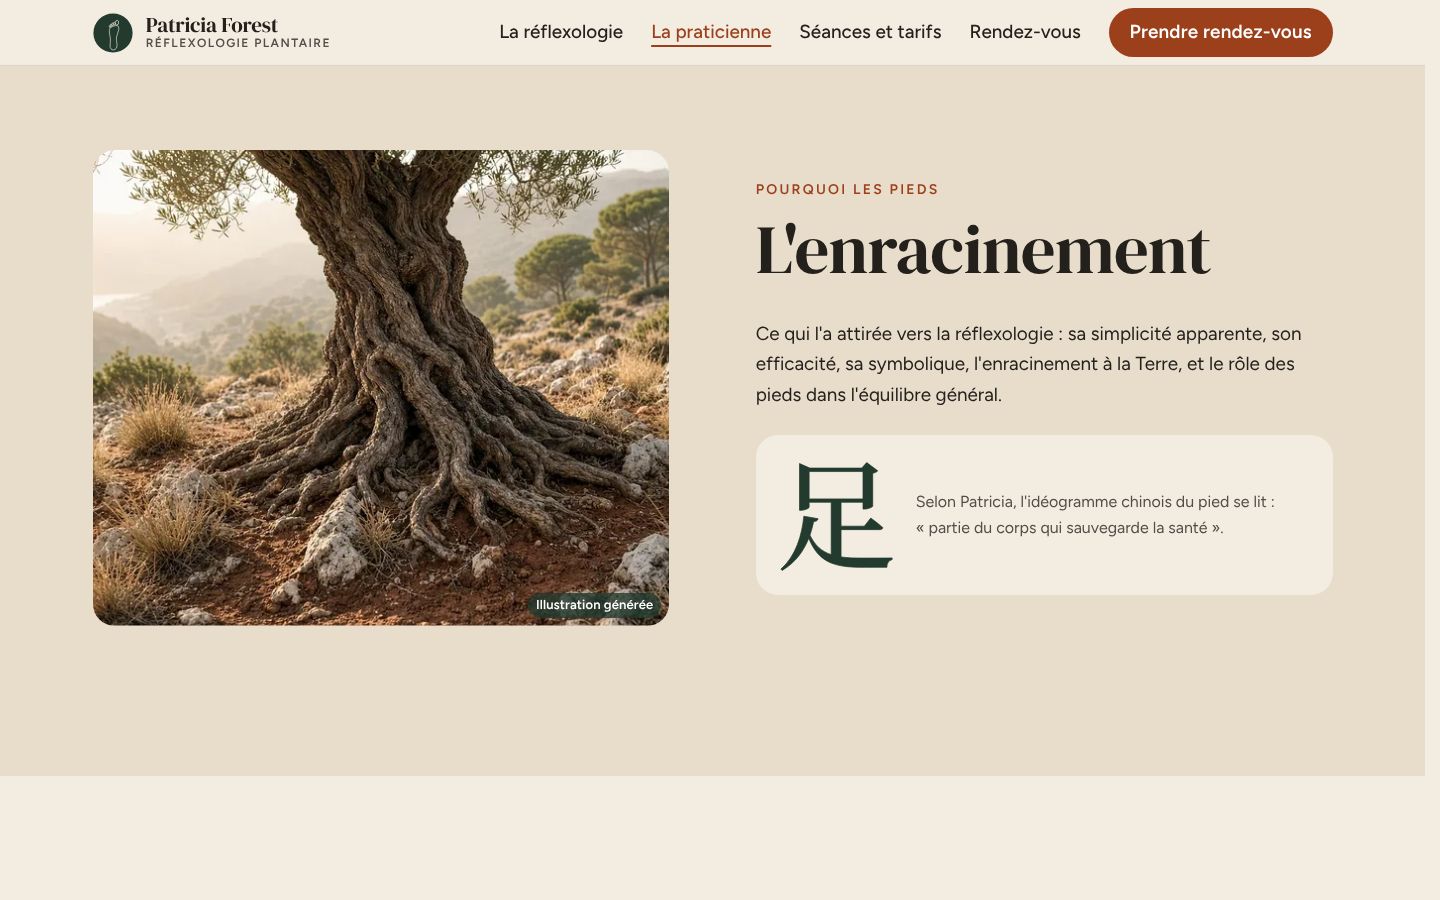 Patricia Forest
RÉFLEXOLOGIE PLANTAIRE
La réflexologie
La praticienne
Séances et tarifs
Rendez-vous
Prendre rendez-vous
Illustration générée
POURQUOI LES PIEDS
L'enracinement
Ce qui l'a attirée vers la réflexologie : sa simplicité apparente, son
efficacité, sa symbolique, l'enracinement à la Terre, et le rôle des
pieds dans l'équilibre général.
足
Selon Patricia, l'idéogramme chinois du pied se lit :
« partie du corps qui sauvegarde la santé ».